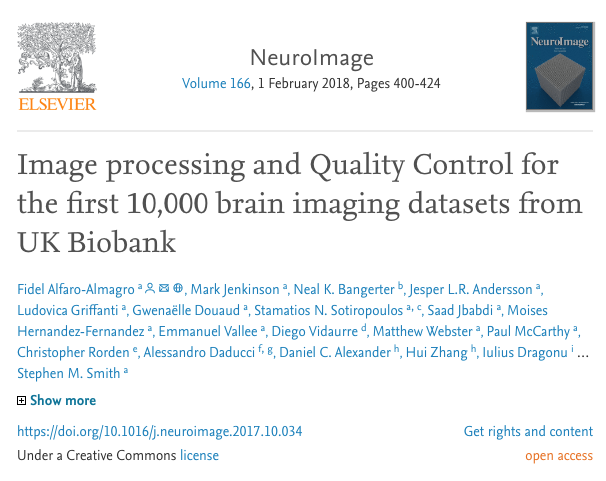 NeuroImage
Volume 166, 1 February 2018, Pages 400-424
NeuroImage
ELSEVIER
Image processing and Quality Control for
the first 10,000 brain imaging datasets from
UK Biobank
Fidel Alfaro-Almagro a, Mark Jenkinson a, Neal K. Bangerter b, Jesper L.R. Andersson a,
Ludovica Griffanti a, Gwenaëlle Douaud a, Stamatios N. Sotiropoulos a, c, Saad Jbabdi a, Moises
Hernandez-Fernandez a, Emmanuel Vallee a, Diego Vidaurre d, Matthew Webster a, Paul McCarthy a,
Christopher Rorden e, Alessandro Daducci f, g, Daniel C. Alexander h, Hui Zhang h, Iulius Dragonu i ...
Stephen M. Smith a
Show more
https://doi.org/10.1016/j.neuroimage.2017.10.034
Get rights and content
Under a Creative Commons license
open access